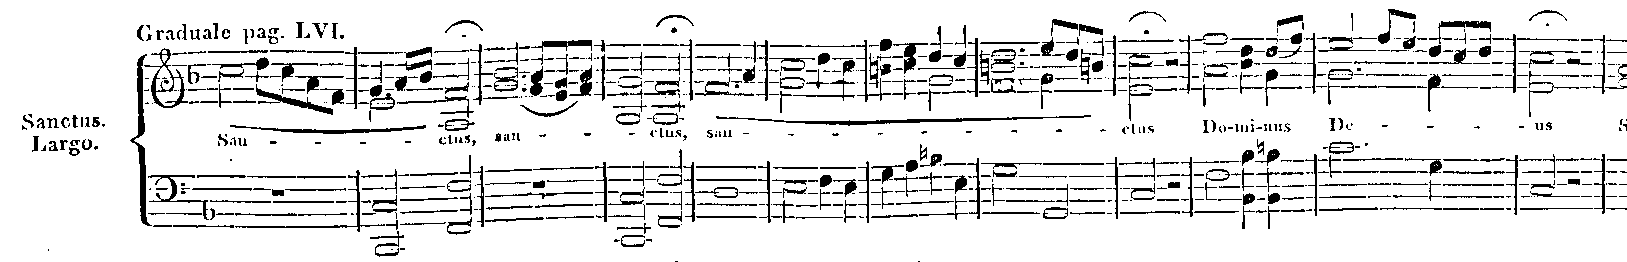 Graduale pag. LVI.
Sanctus.
Largo.
San - - - - ctus, san - - - ctus, san - - - - - - - - - - ctus Do-mi-nus De - - - - us S